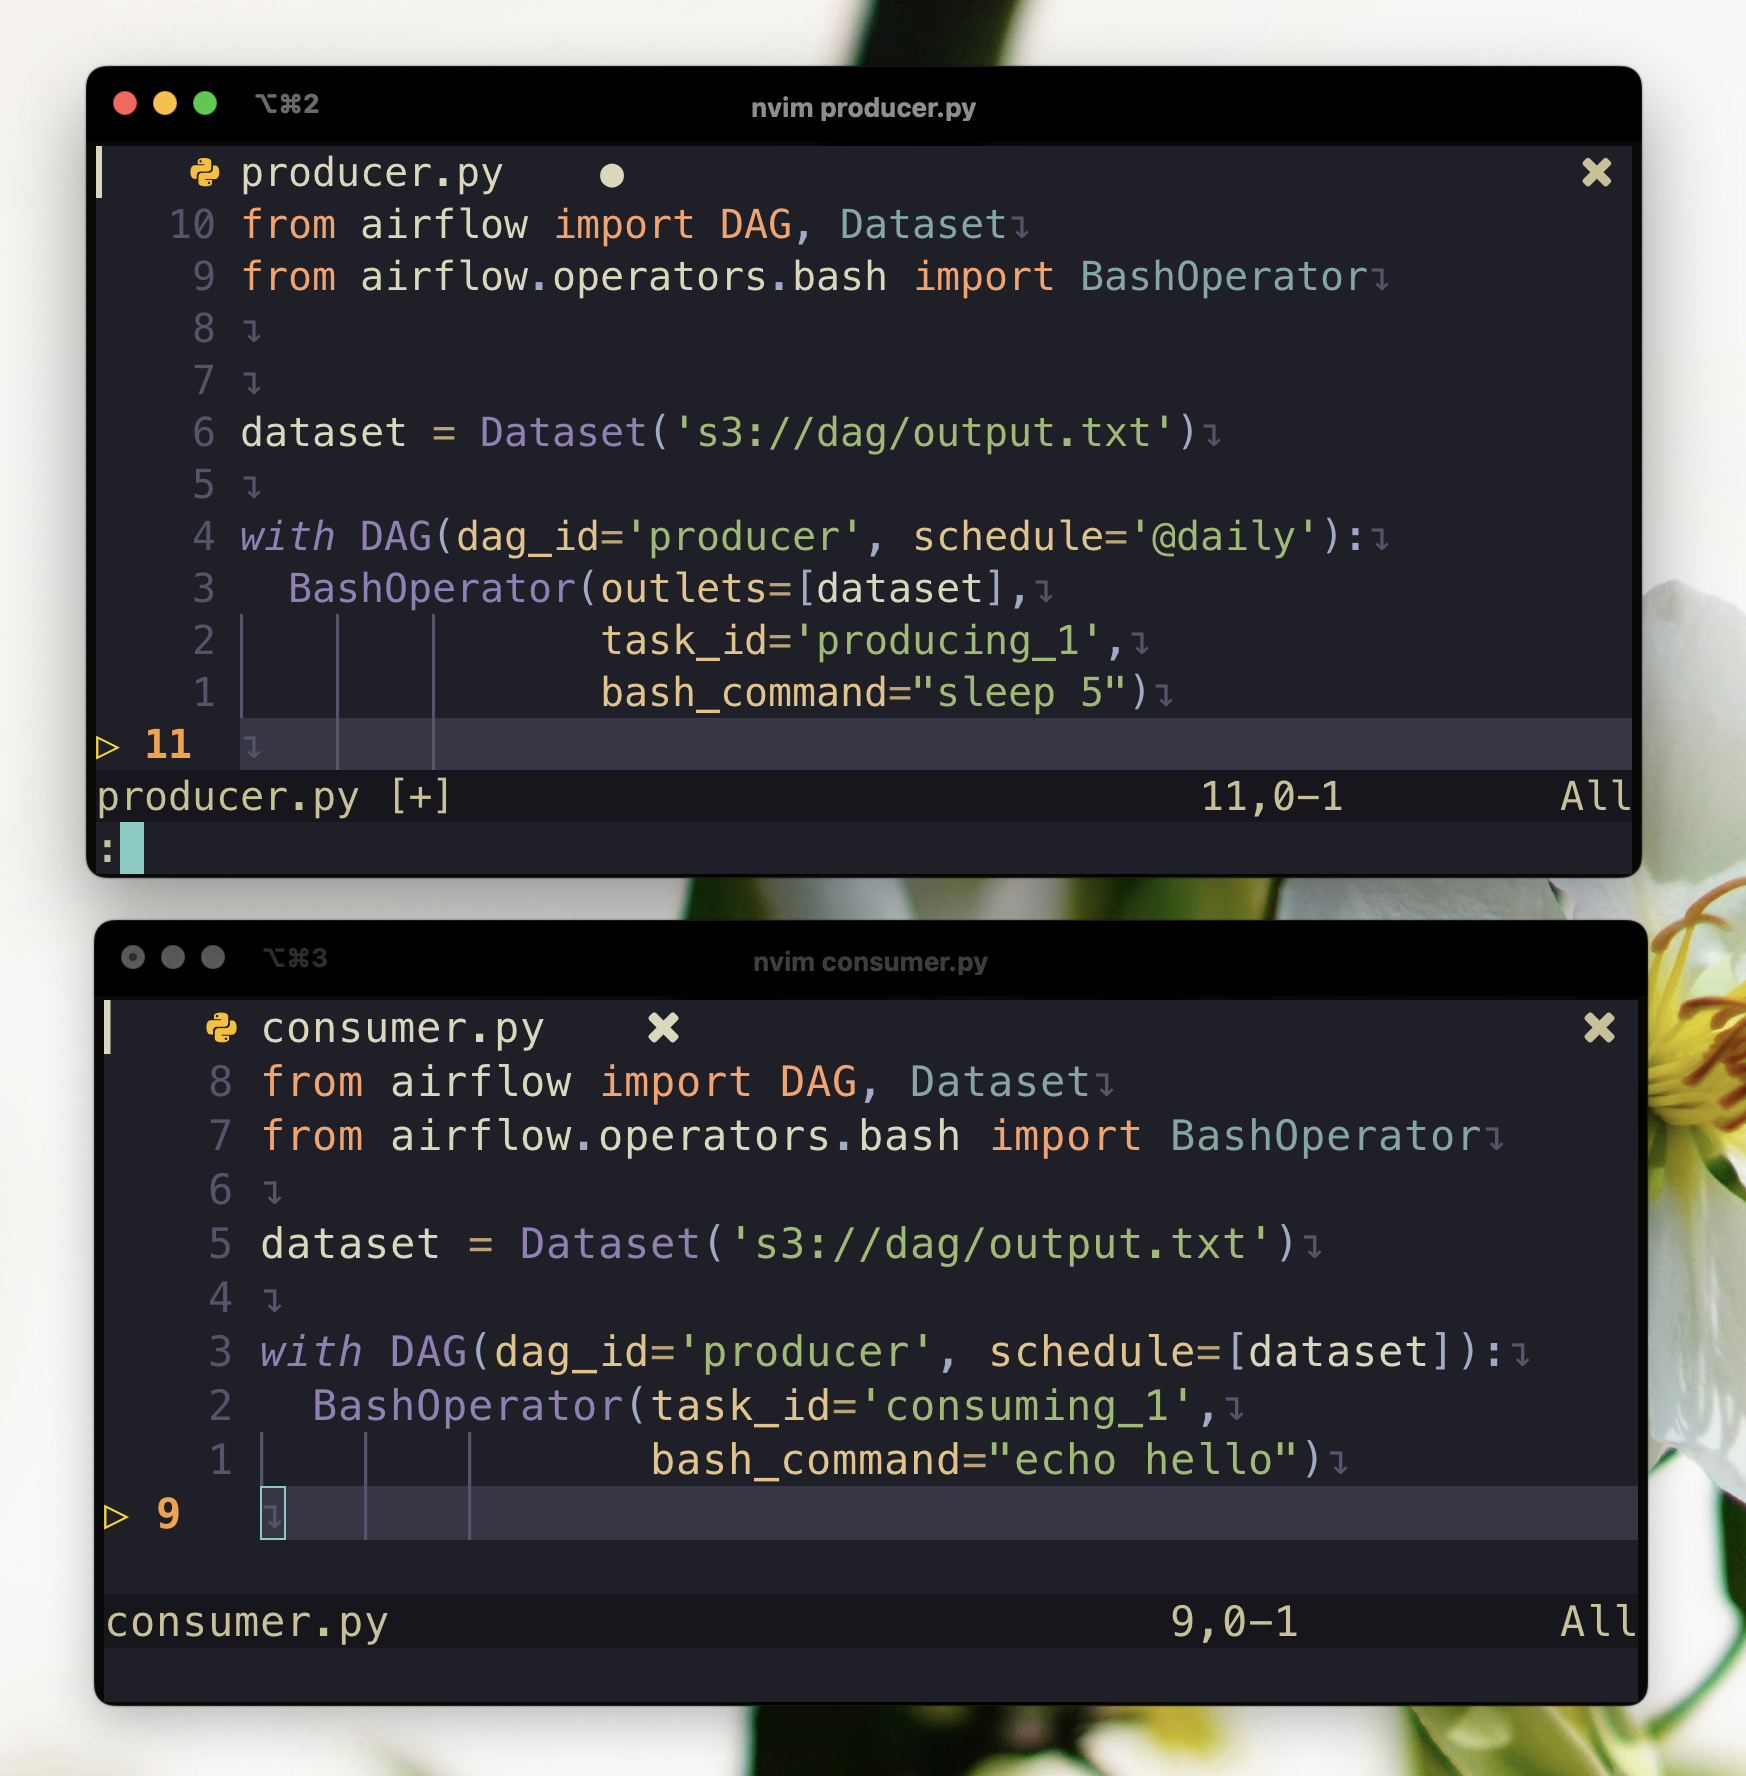 ⌥⌘2 nvim producer.py
producer.py
10 from airflow import DAG, Dataset
9 from airflow.operators.bash import BashOperator
8
7
6 dataset = Dataset('s3://dag/output.txt')
5
4 with DAG(dag_id='producer', schedule='@daily'):
3   BashOperator(outlets=[dataset],
2                task_id='producing_1',
1                bash_command="sleep 5")
11
producer.py [+] 11,0-1 All
:
⌥⌘3 nvim consumer.py
consumer.py
8 from airflow import DAG, Dataset
7 from airflow.operators.bash import BashOperator
6
5 dataset = Dataset('s3://dag/output.txt')
4
3 with DAG(dag_id='producer', schedule=[dataset]):
2   BashOperator(task_id='consuming_1',
1                bash_command="echo hello")
9
consumer.py 9,0-1 All